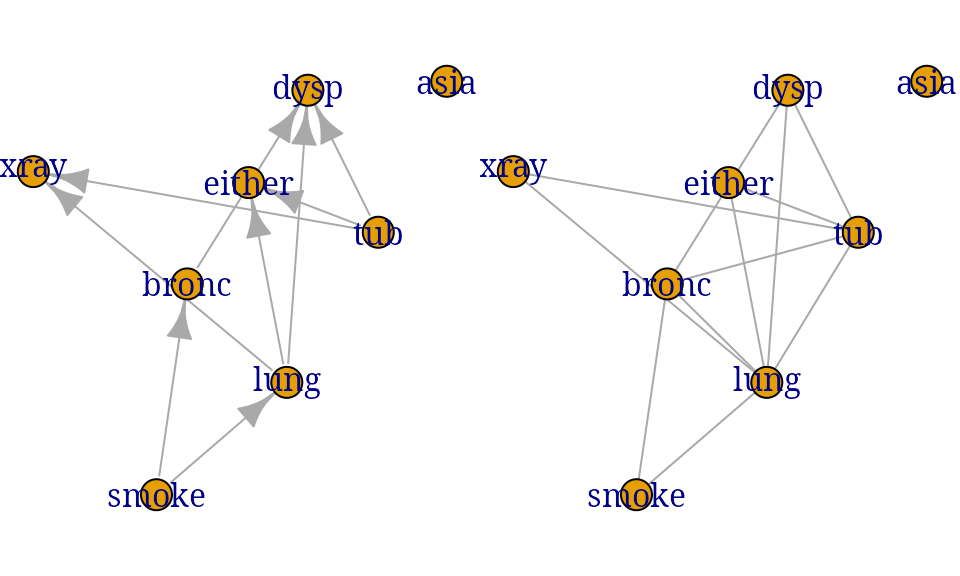 dysp
asia
xray
either
tub
bronc
lung
smoke
dysp
asia
xray
either
tub
bronc
lung
smoke